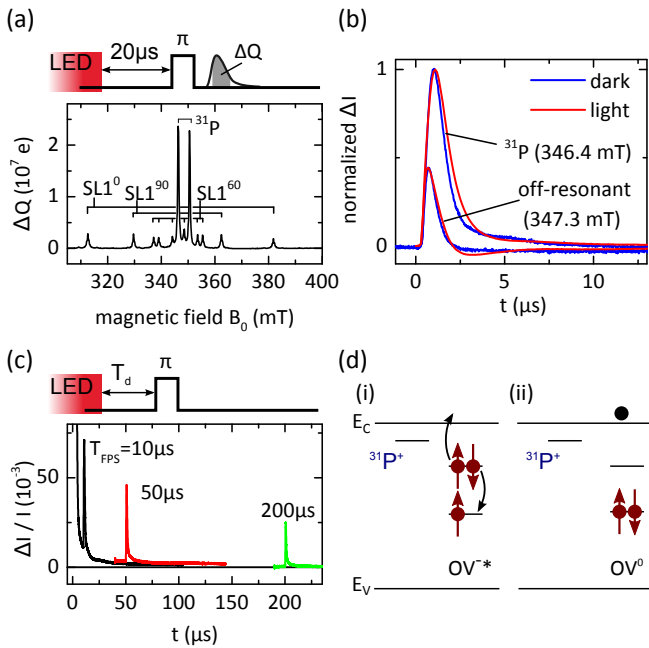 (a)
LED
20μs
π
ΔQ
ΔQ (10⁷ e)
2
1
0
³¹P
SL1⁰
SL1⁹⁰
SL1⁶⁰
320 340 360 380 400
magnetic field B₀ (mT)
(b)
normalized ΔI
1
0
dark
light
³¹P (346.4 mT)
off-resonant
(347.3 mT)
0 5 10
t (μs)
(c)
LED
T_d
π
ΔI / I (10⁻³)
50
0
T_FPS=10μs
50μs
200μs
0 50 100 150 200
t (μs)
(d)
(i) (ii)
E_C
³¹P⁺ ³¹P⁺
OV⁻* OV⁰
E_V